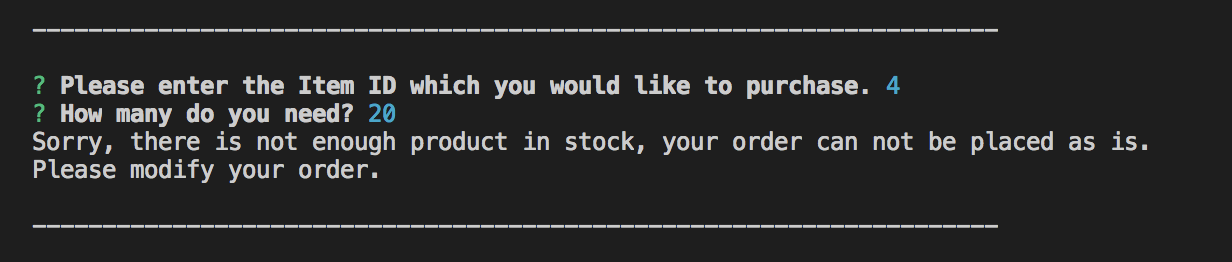 ? Please enter the Item ID which you would like to purchase. 4
? How many do you need? 20
Sorry, there is not enough product in stock, your order can not be placed as is.
Please modify your order.